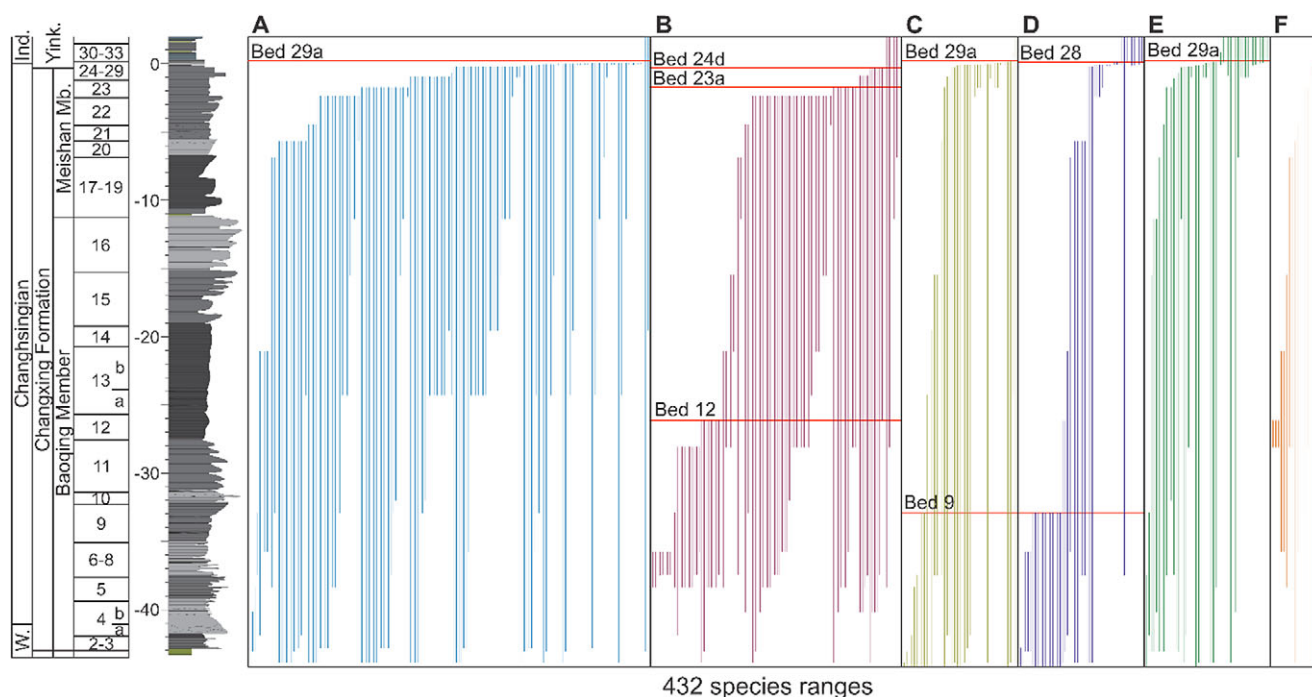 A B C D E F
Ind.
Yink.
Changhsingian
W.
Changxing Formation
Meishan Mb.
Baoqing Member
30-33
24-29
23
22
21
20
17-19
16
15
14
13
b
a
12
11
10
9
6-8
5
4
b
a
2-3
0
-10
-20
-30
-40
Bed 29a
Bed 24d
Bed 23a
Bed 12
Bed 29a
Bed 9
Bed 28
Bed 29a
432 species ranges